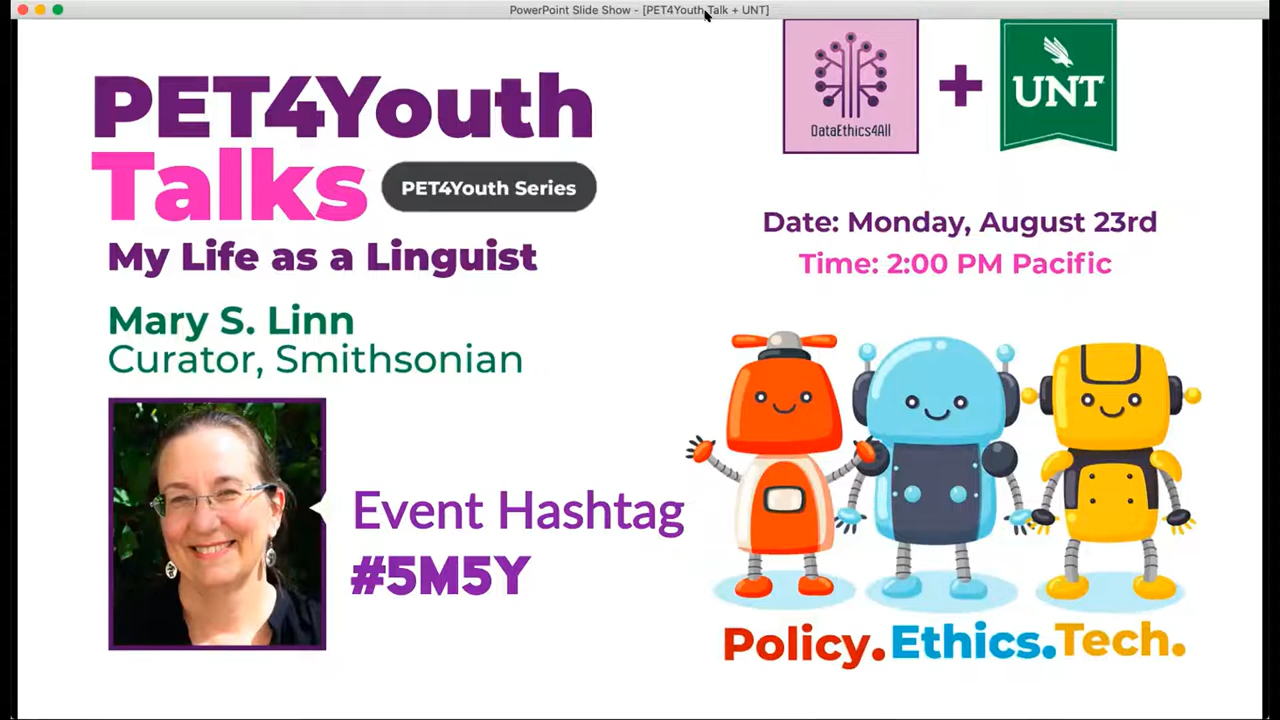 PowerPoint Slide Show - [PET4Youth Talk + UNT]
PET4Youth
Talks
PET4Youth Series
My Life as a Linguist
Mary S. Linn
Curator, Smithsonian
Event Hashtag
#5M5Y
DataEthics4All
+
UNT
Date: Monday, August 23rd
Time: 2:00 PM Pacific
Policy.Ethics.Tech.